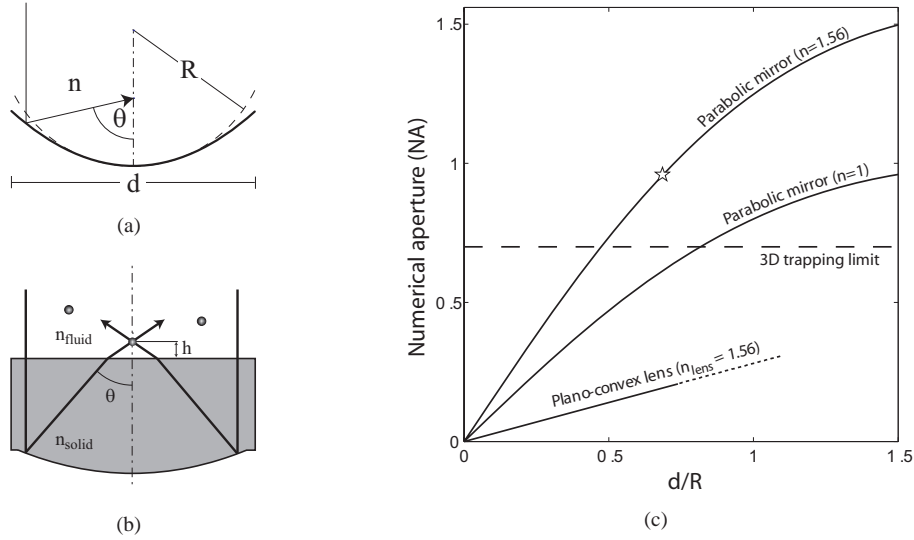 R
n
θ
d
(a)
n_fluid
h
θ
n_solid
(b)
1.5
1
0.5
0
Numerical aperture (NA)
Parabolic mirror (n=1.56)
Parabolic mirror (n=1)
3D trapping limit
Plano-convex lens (n_lens = 1.56)
0 0.5 1 1.5
d/R
(c)